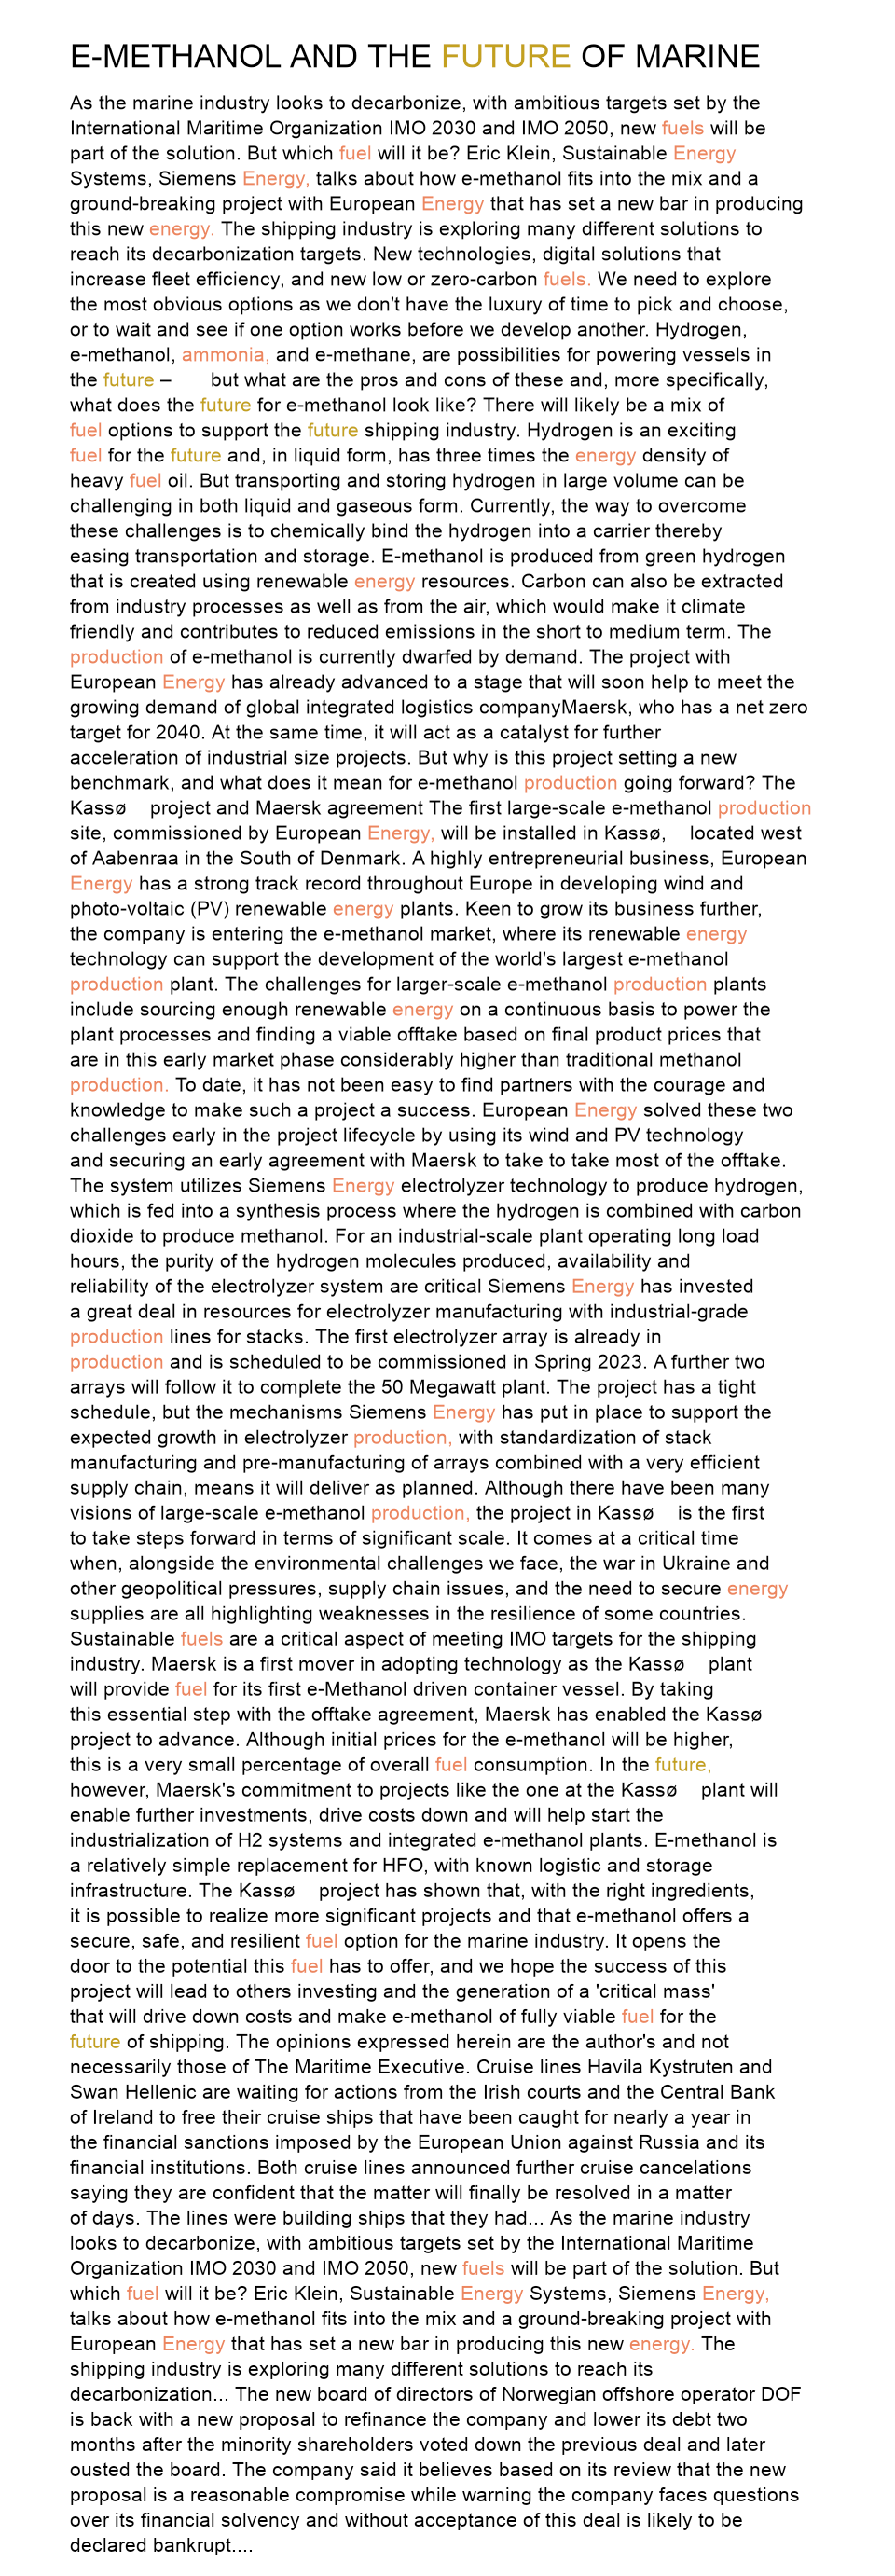 E-METHANOL AND THE FUTURE OF MARINE
As the marine industry looks to decarbonize, with ambitious targets set by the
International Maritime Organization IMO 2030 and IMO 2050, new fuels will be
part of the solution. But which fuel will it be? Eric Klein, Sustainable Energy
Systems, Siemens Energy, talks about how e-methanol fits into the mix and a
ground-breaking project with European Energy that has set a new bar in producing
this new energy. The shipping industry is exploring many different solutions to
reach its decarbonization targets. New technologies, digital solutions that
increase fleet efficiency, and new low or zero-carbon fuels. We need to explore
the most obvious options as we don't have the luxury of time to pick and choose,
or to wait and see if one option works before we develop another. Hydrogen,
e-methanol, ammonia, and e-methane, are possibilities for powering vessels in
the future – but what are the pros and cons of these and, more specifically,
what does the future for e-methanol look like? There will likely be a mix of
fuel options to support the future shipping industry. Hydrogen is an exciting
fuel for the future and, in liquid form, has three times the energy density of
heavy fuel oil. But transporting and storing hydrogen in large volume can be
challenging in both liquid and gaseous form. Currently, the way to overcome
these challenges is to chemically bind the hydrogen into a carrier thereby
easing transportation and storage. E-methanol is produced from green hydrogen
that is created using renewable energy resources. Carbon can also be extracted
from industry processes as well as from the air, which would make it climate
friendly and contributes to reduced emissions in the short to medium term. The
production of e-methanol is currently dwarfed by demand. The project with
European Energy has already advanced to a stage that will soon help to meet the
growing demand of global integrated logistics companyMaersk, who has a net zero
target for 2040. At the same time, it will act as a catalyst for further
acceleration of industrial size projects. But why is this project setting a new
benchmark, and what does it mean for e-methanol production going forward? The
Kassø project and Maersk agreement The first large-scale e-methanol production
site, commissioned by European Energy, will be installed in Kassø, located west
of Aabenraa in the South of Denmark. A highly entrepreneurial business, European
Energy has a strong track record throughout Europe in developing wind and
photo-voltaic (PV) renewable energy plants. Keen to grow its business further,
the company is entering the e-methanol market, where its renewable energy
technology can support the development of the world's largest e-methanol
production plant. The challenges for larger-scale e-methanol production plants
include sourcing enough renewable energy on a continuous basis to power the
plant processes and finding a viable offtake based on final product prices that
are in this early market phase considerably higher than traditional methanol
production. To date, it has not been easy to find partners with the courage and
knowledge to make such a project a success. European Energy solved these two
challenges early in the project lifecycle by using its wind and PV technology
and securing an early agreement with Maersk to take to take most of the offtake.
The system utilizes Siemens Energy electrolyzer technology to produce hydrogen,
which is fed into a synthesis process where the hydrogen is combined with carbon
dioxide to produce methanol. For an industrial-scale plant operating long load
hours, the purity of the hydrogen molecules produced, availability and
reliability of the electrolyzer system are critical Siemens Energy has invested
a great deal in resources for electrolyzer manufacturing with industrial-grade
production lines for stacks. The first electrolyzer array is already in
production and is scheduled to be commissioned in Spring 2023. A further two
arrays will follow it to complete the 50 Megawatt plant. The project has a tight
schedule, but the mechanisms Siemens Energy has put in place to support the
expected growth in electrolyzer production, with standardization of stack
manufacturing and pre-manufacturing of arrays combined with a very efficient
supply chain, means it will deliver as planned. Although there have been many
visions of large-scale e-methanol production, the project in Kassø is the first
to take steps forward in terms of significant scale. It comes at a critical time
when, alongside the environmental challenges we face, the war in Ukraine and
other geopolitical pressures, supply chain issues, and the need to secure energy
supplies are all highlighting weaknesses in the resilience of some countries.
Sustainable fuels are a critical aspect of meeting IMO targets for the shipping
industry. Maersk is a first mover in adopting technology as the Kassø plant
will provide fuel for its first e-Methanol driven container vessel. By taking
this essential step with the offtake agreement, Maersk has enabled the Kassø
project to advance. Although initial prices for the e-methanol will be higher,
this is a very small percentage of overall fuel consumption. In the future,
however, Maersk's commitment to projects like the one at the Kassø plant will
enable further investments, drive costs down and will help start the
industrialization of H2 systems and integrated e-methanol plants. E-methanol is
a relatively simple replacement for HFO, with known logistic and storage
infrastructure. The Kassø project has shown that, with the right ingredients,
it is possible to realize more significant projects and that e-methanol offers a
secure, safe, and resilient fuel option for the marine industry. It opens the
door to the potential this fuel has to offer, and we hope the success of this
project will lead to others investing and the generation of a 'critical mass'
that will drive down costs and make e-methanol of fully viable fuel for the
future of shipping. The opinions expressed herein are the author's and not
necessarily those of The Maritime Executive. Cruise lines Havila Kystruten and
Swan Hellenic are waiting for actions from the Irish courts and the Central Bank
of Ireland to free their cruise ships that have been caught for nearly a year in
the financial sanctions imposed by the European Union against Russia and its
financial institutions. Both cruise lines announced further cruise cancelations
saying they are confident that the matter will finally be resolved in a matter
of days. The lines were building ships that they had... As the marine industry
looks to decarbonize, with ambitious targets set by the International Maritime
Organization IMO 2030 and IMO 2050, new fuels will be part of the solution. But
which fuel will it be? Eric Klein, Sustainable Energy Systems, Siemens Energy,
talks about how e-methanol fits into the mix and a ground-breaking project with
European Energy that has set a new bar in producing this new energy. The
shipping industry is exploring many different solutions to reach its
decarbonization... The new board of directors of Norwegian offshore operator DOF
is back with a new proposal to refinance the company and lower its debt two
months after the minority shareholders voted down the previous deal and later
ousted the board. The company said it believes based on its review that the new
proposal is a reasonable compromise while warning the company faces questions
over its financial solvency and without acceptance of this deal is likely to be
declared bankrupt....